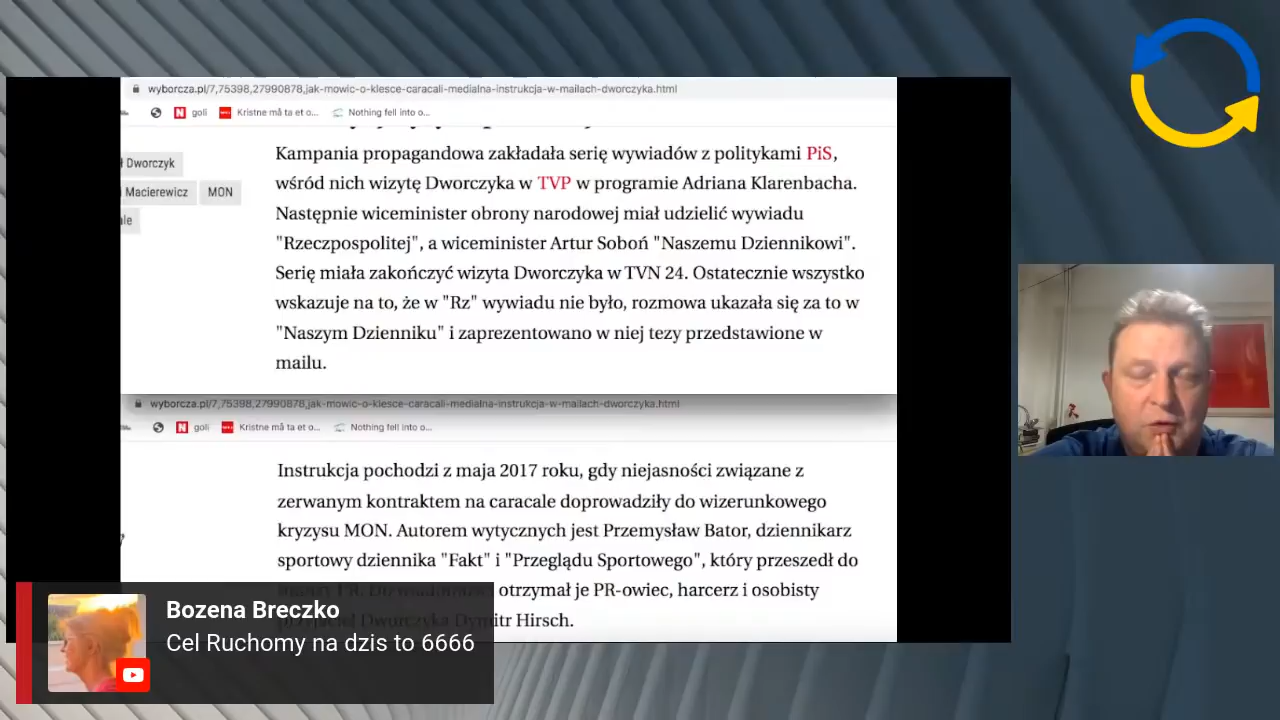 wyborcza.pl/7,75398,27990878,jak-mowic-o-klesce-caracali-medialna-instrukcja-w-mailach-dworczyka.html
goli
Kristne må ta et o...
Nothing fell into o...
Dworczyk
Macierewicz
MON
Kampania propagandowa zakładała serię wywiadów z politykami PiS,
wśród nich wizytę Dworczyka w TVP w programie Adriana Klarenbacha.
Następnie wiceminister obrony narodowej miał udzielić wywiadu
"Rzeczpospolitej", a wiceminister Artur Soboń "Naszemu Dziennikowi".
Serię miała zakończyć wizyta Dworczyka w TVN 24. Ostatecznie wszystko
wskazuje na to, że w "Rz" wywiadu nie było, rozmowa ukazała się za to w
"Naszym Dzienniku" i zaprezentowano w niej tezy przedstawione w
mailu.
wyborcza.pl/7,75398,27990878,jak-mowic-o-klesce-caracali-medialna-instrukcja-w-mailach-dworczyka.html
goli
Kristne må ta et o...
Nothing fell into o...
Instrukcja pochodzi z maja 2017 roku, gdy niejasności związane z
zerwanym kontraktem na caracale doprowadziły do wizerunkowego
kryzysu MON. Autorem wytycznych jest Przemysław Bator, dziennikarz
sportowy dziennika "Fakt" i "Przeglądu Sportowego", który przeszedł do
otrzymał je PR-owiec, harcerz i osobisty
Dworczyka Dymitr Hirsch.
Bozena Breczko
Cel Ruchomy na dzis to 6666